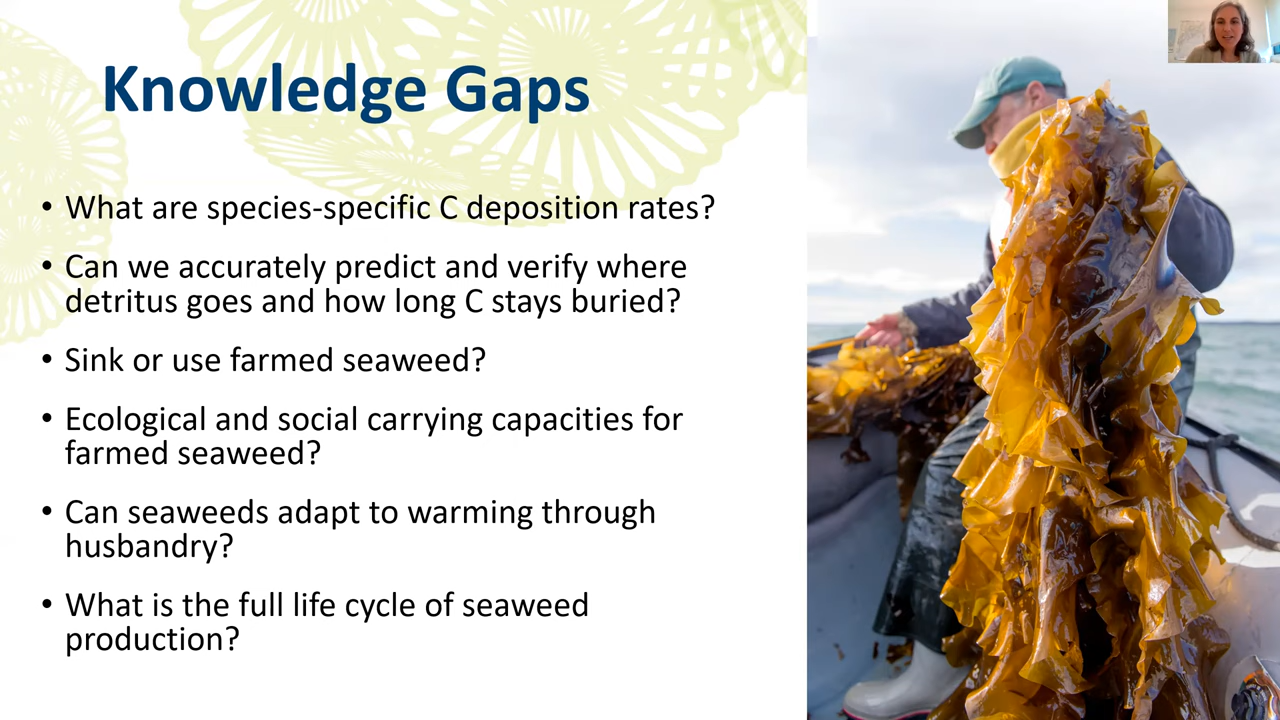 Knowledge Gaps
• What are species-specific C deposition rates?
• Can we accurately predict and verify where
detritus goes and how long C stays buried?
• Sink or use farmed seaweed?
• Ecological and social carrying capacities for
farmed seaweed?
• Can seaweeds adapt to warming through
husbandry?
• What is the full life cycle of seaweed
production?